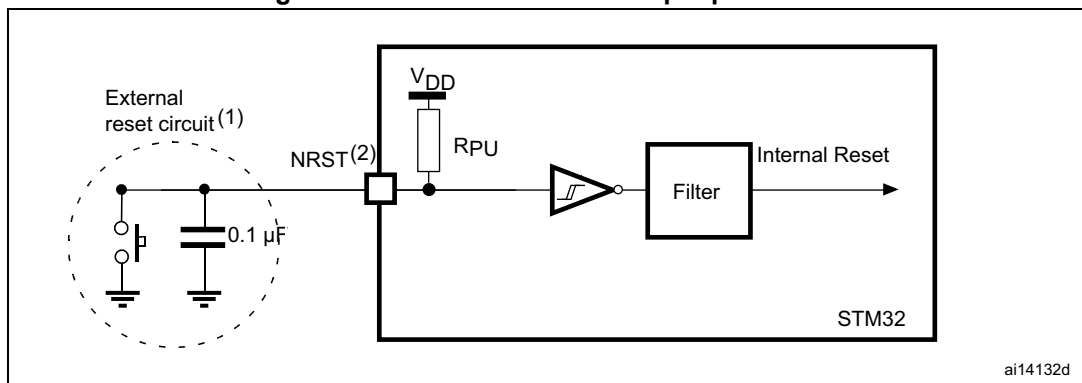 External
reset circuit(1)
NRST(2)
VDD
RPU
0.1 µF
Filter
Internal Reset
STM32
ai14132d